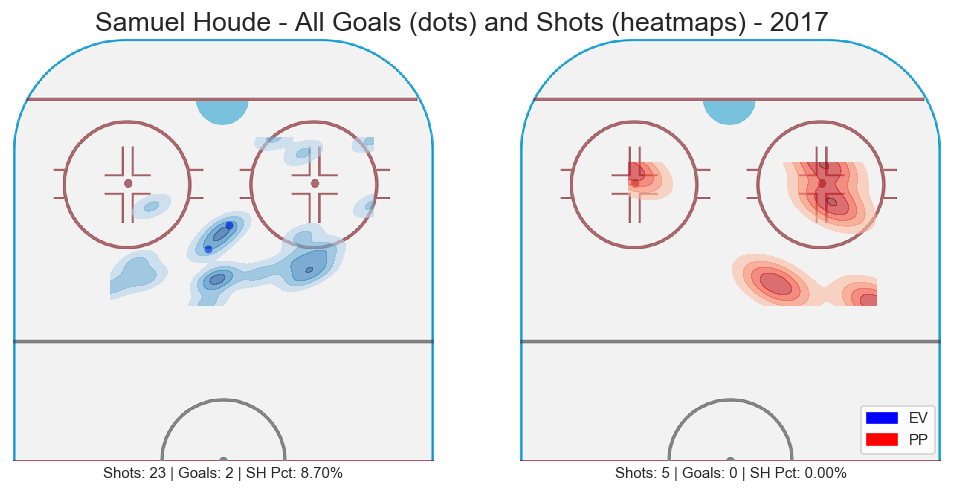 Samuel Houde - All Goals (dots) and Shots (heatmaps) - 2017
EV
PP
Shots: 23 | Goals: 2 | SH Pct: 8.70%
Shots: 5 | Goals: 0 | SH Pct: 0.00%